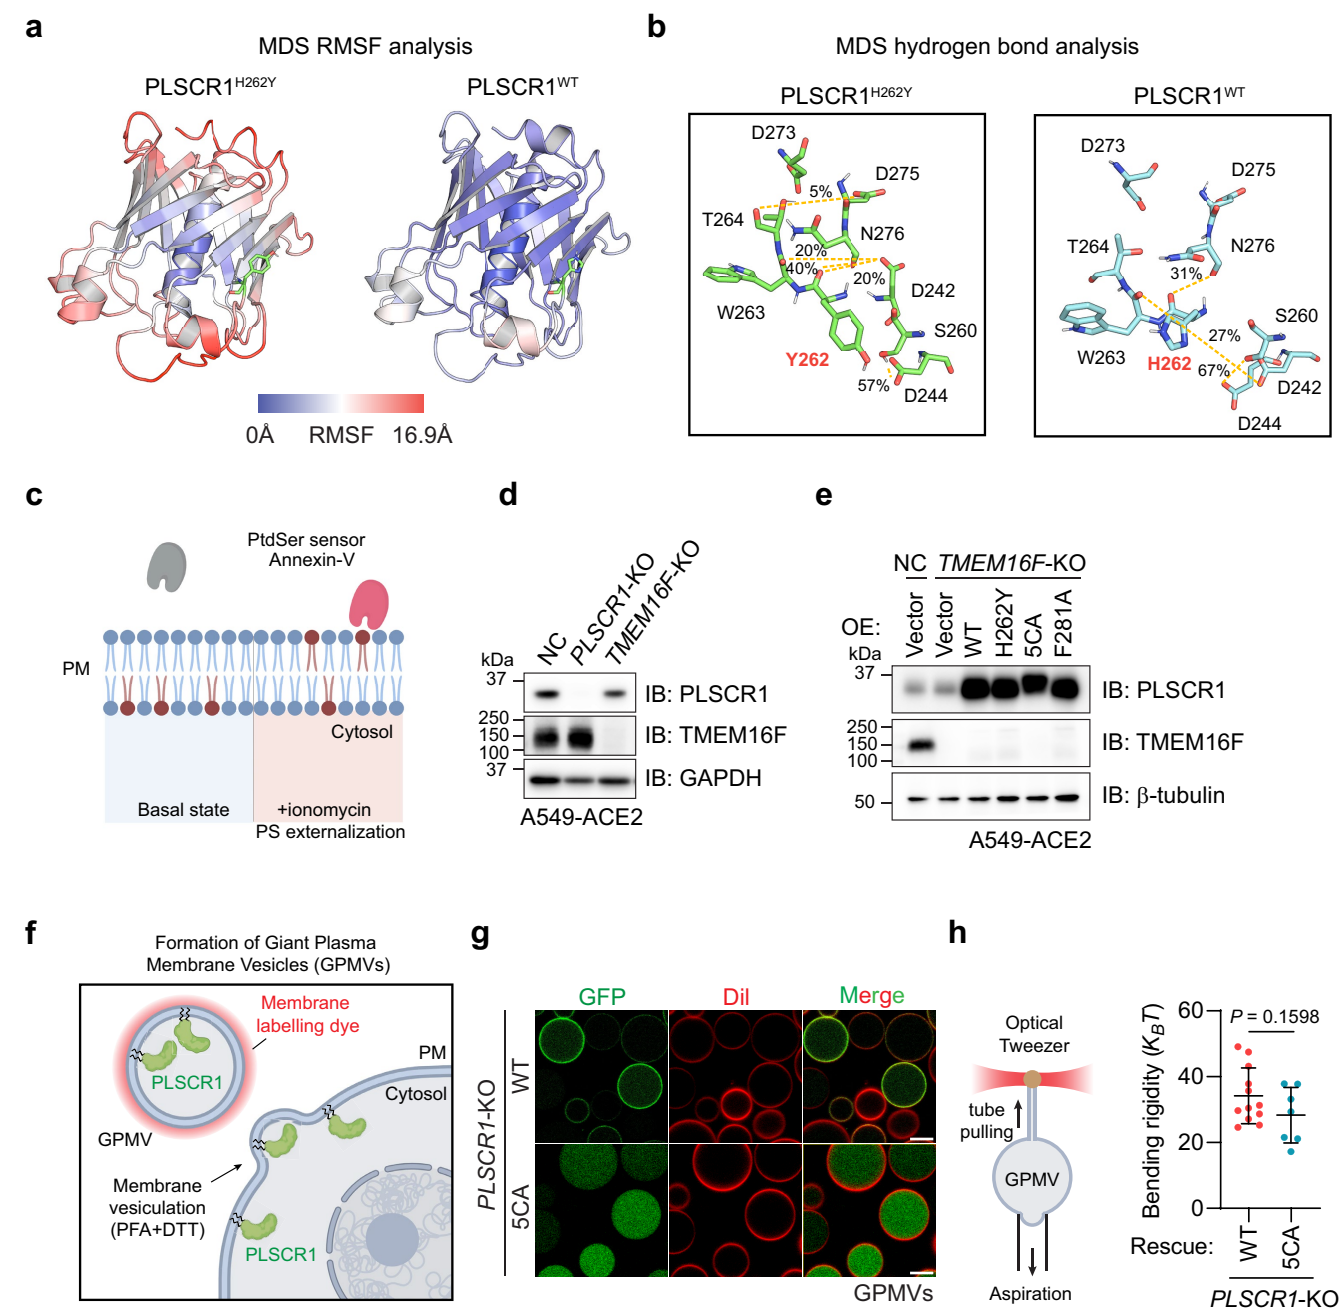 a
MDS RMSF analysis
PLSCR1H262Y
PLSCR1WT
0Å
RMSF
16.9Å
b
MDS hydrogen bond analysis
PLSCR1H262Y
D273
D275
5%
T264
N276
20%
40%
20%
D242
W263
S260
Y262
57%
D244
PLSCR1WT
D273
D275
T264
N276
31%
S260
27%
W263
H262
67%
D242
D244
c
PtdSer sensor
Annexin-V
PM
Cytosol
Basal state
+ionomycin
PS externalization
d
NC
PLSCR1-KO
TMEM16F-KO
kDa
37
IB: PLSCR1
250
150
100
IB: TMEM16F
37
IB: GAPDH
A549-ACE2
e
NC
TMEM16F-KO
OE:
Vector
Vector
WT
H262Y
5CA
F281A
kDa
37
IB: PLSCR1
250
150
100
IB: TMEM16F
50
IB: β-tubulin
A549-ACE2
f
Formation of Giant Plasma
Membrane Vesicles (GPMVs)
Membrane
labelling dye
PLSCR1
PM
Cytosol
GPMV
Membrane
vesiculation
(PFA+DTT)
PLSCR1
g
GFP
DiI
Merge
PLSCR1-KO
WT
5CA
GPMVs
h
Optical
Tweezer
tube
pulling
GPMV
Aspiration
Bending rigidity (KBT)
60
40
20
0
P = 0.1598
Rescue:
WT
5CA
PLSCR1-KO